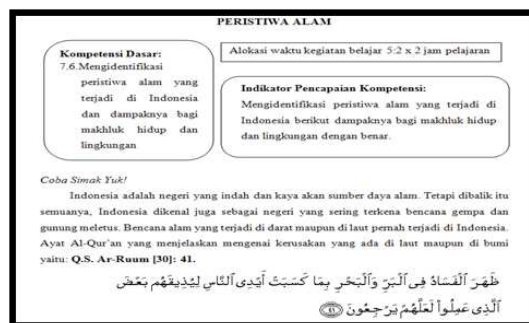 PERISTIWA ALAM
Kompetensi Dasar:
7.6.Mengidentifikasi
peristiwa alam yang
terjadi di Indonesia
dan dampaknya bagi
makhluk hidup dan
lingkungan
Alokasi waktu kegiatan belajar 5:2 x 2 jam pelajaran
Indikator Pencapaian Kompetensi:
Mengidentifikasi peristiwa alam yang terjadi di
Indonesia berikut dampaknya bagi makhluk hidup
dan lingkungan dengan benar.
Coba Simak Yuk!
Indonesia adalah negeri yang indah dan kaya akan sumber daya alam. Tetapi dibalik itu
semuanya, Indonesia dikenal juga sebagai negeri yang sering terkena bencana gempa dan
gunung meletus. Bencana alam yang terjadi di darat maupun di laut pernah terjadi di Indonesia.
Ayat Al-Qur'an yang menjelaskan mengenai kerusakan yang ada di laut maupun di bumi
yaitu: Q.S. Ar-Ruum [30]: 41.
ظَهَرَ ٱلْفَسَادُ فِى ٱلْبَرِّ وَٱلْبَحْرِ بِمَا كَسَبَتْ أَيْدِى ٱلنَّاسِ لِيُذِيقَهُم بَعْضَ
ٱلَّذِى عَمِلُوا۟ لَعَلَّهُمْ يَرْجِعُونَ ﴿٤١﴾